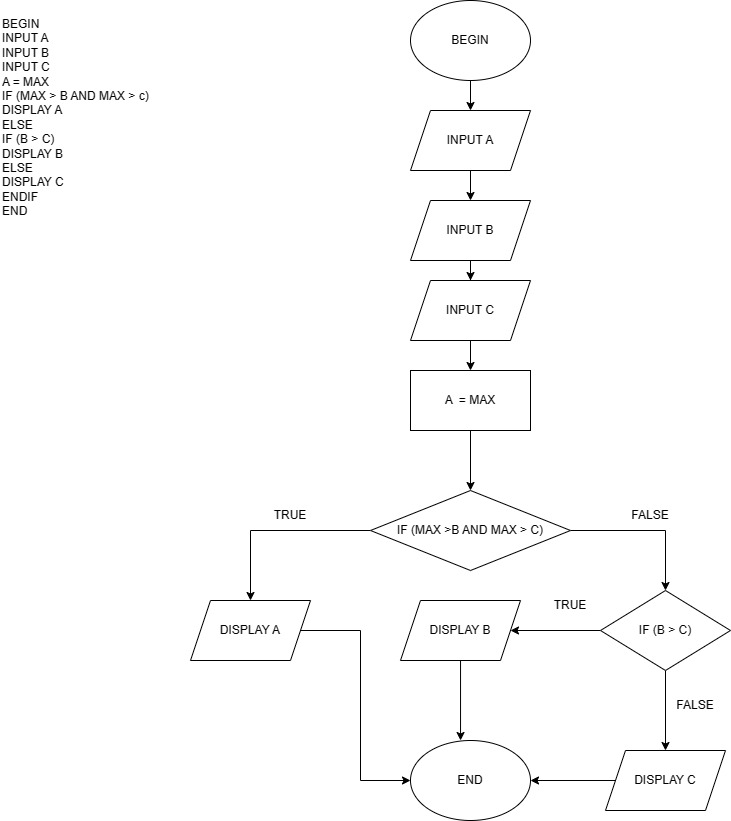 BEGIN
INPUT A
INPUT B
INPUT C
A = MAX
IF (MAX > B AND MAX > c)
DISPLAY A
ELSE
IF (B > C)
DISPLAY B
ELSE
DISPLAY C
ENDIF
END
BEGIN
INPUT A
INPUT B
INPUT C
A = MAX
TRUE
IF (MAX >B AND MAX > C)
FALSE
DISPLAY A
DISPLAY B
TRUE
IF (B > C)
FALSE
END
DISPLAY C